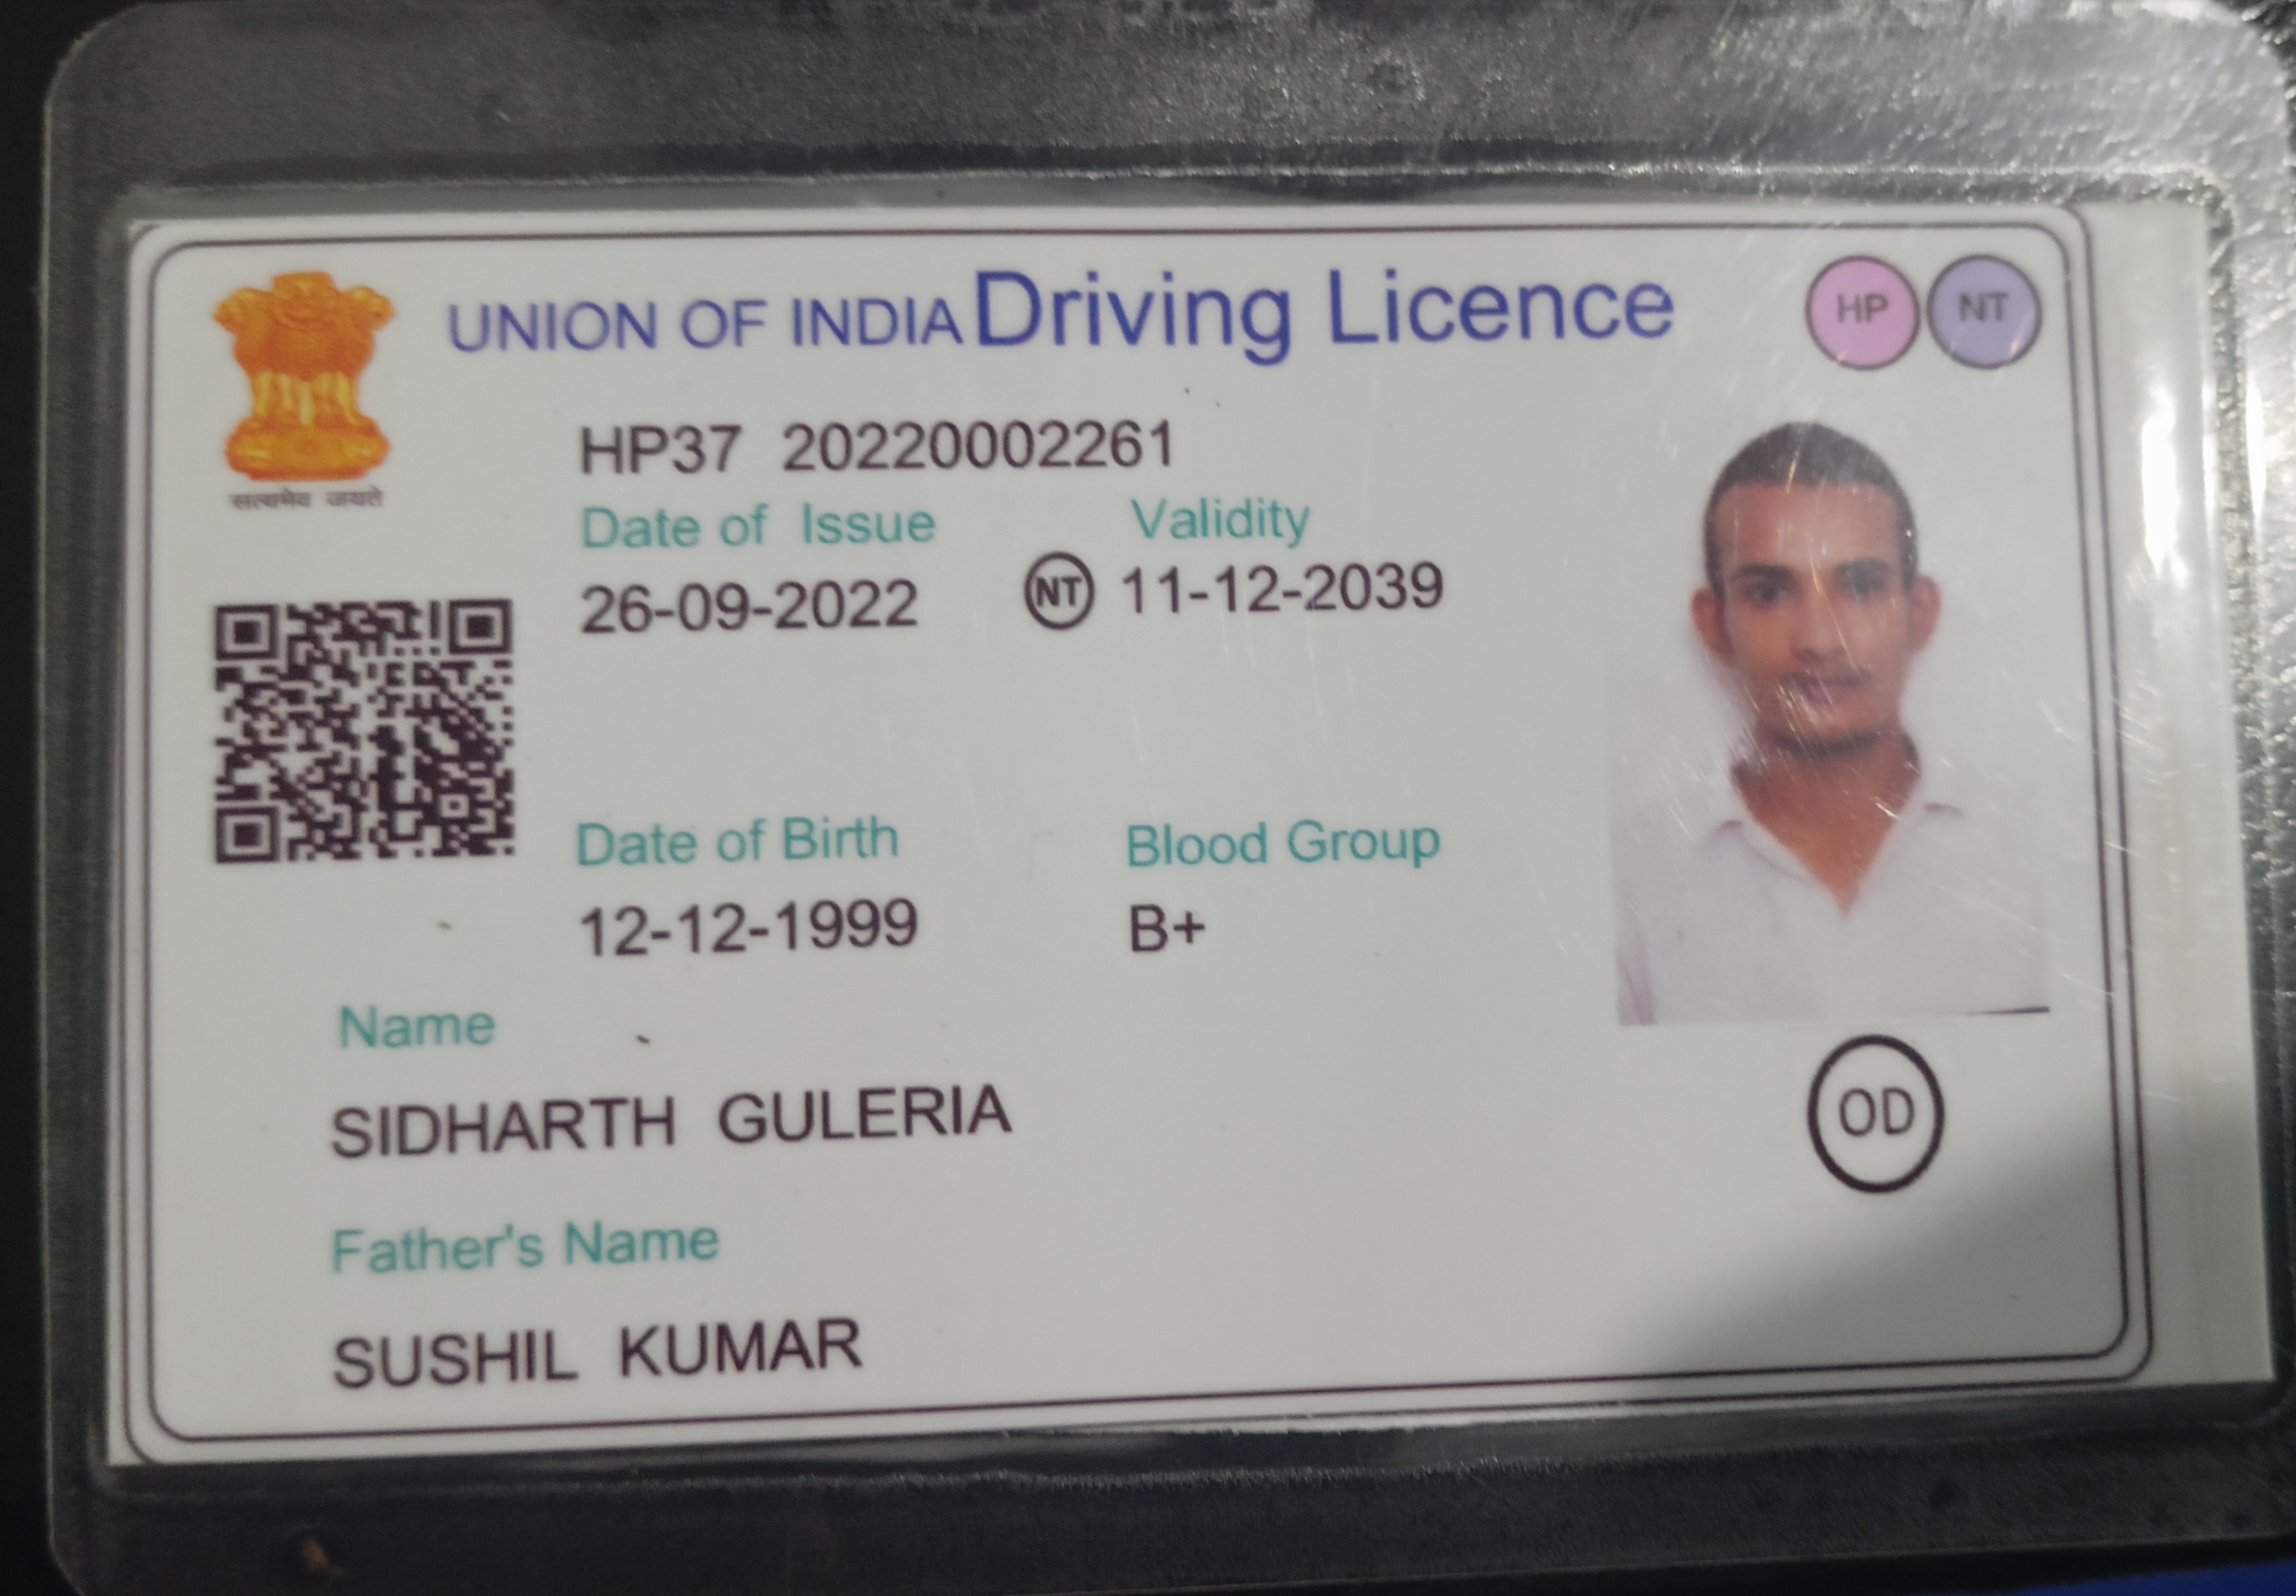 UNION OF INDIA Driving Licence
HP NT
सत्यमेव जयते
HP37 20220002261
Date of Issue Validity
26-09-2022 NT 11-12-2039
Date of Birth Blood Group
12-12-1999 B+
Name
SIDHARTH GULERIA
OD
Father's Name
SUSHIL KUMAR